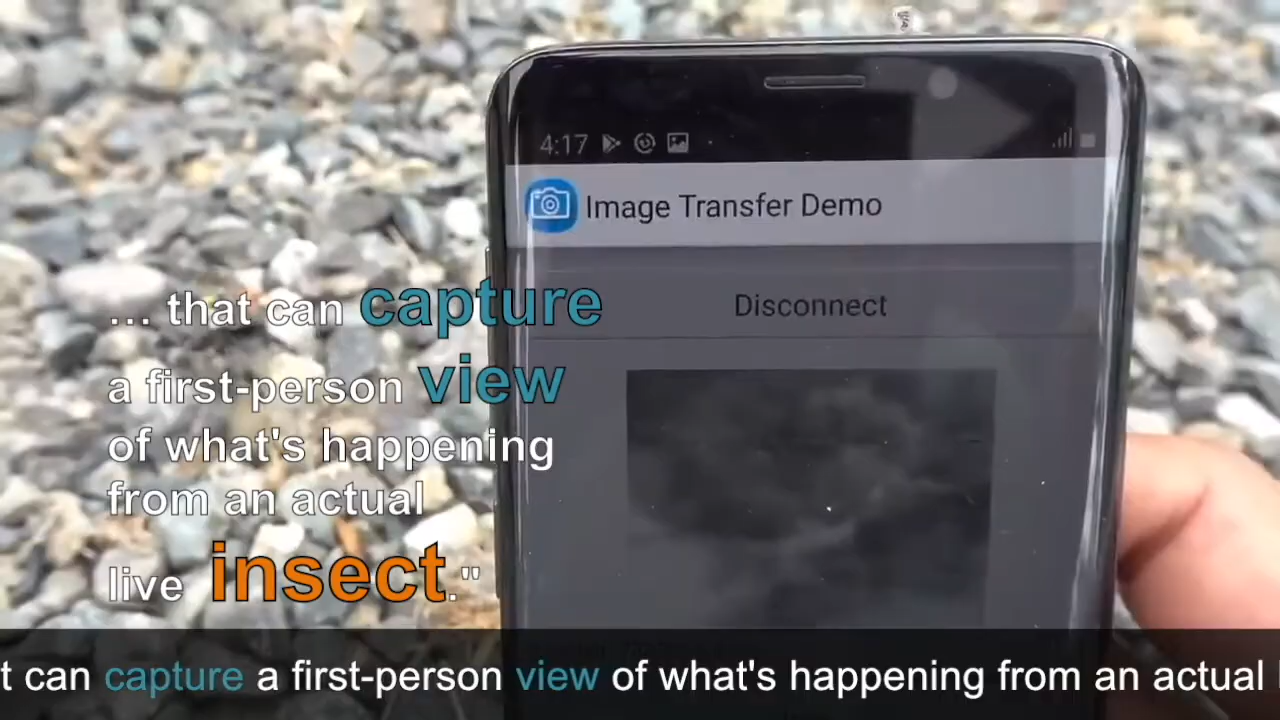 4:17
Image Transfer Demo
Disconnect
... that can capture
a first-person view
of what's happening
from an actual
live insect."
t can capture a first-person view of what's happening from an actual